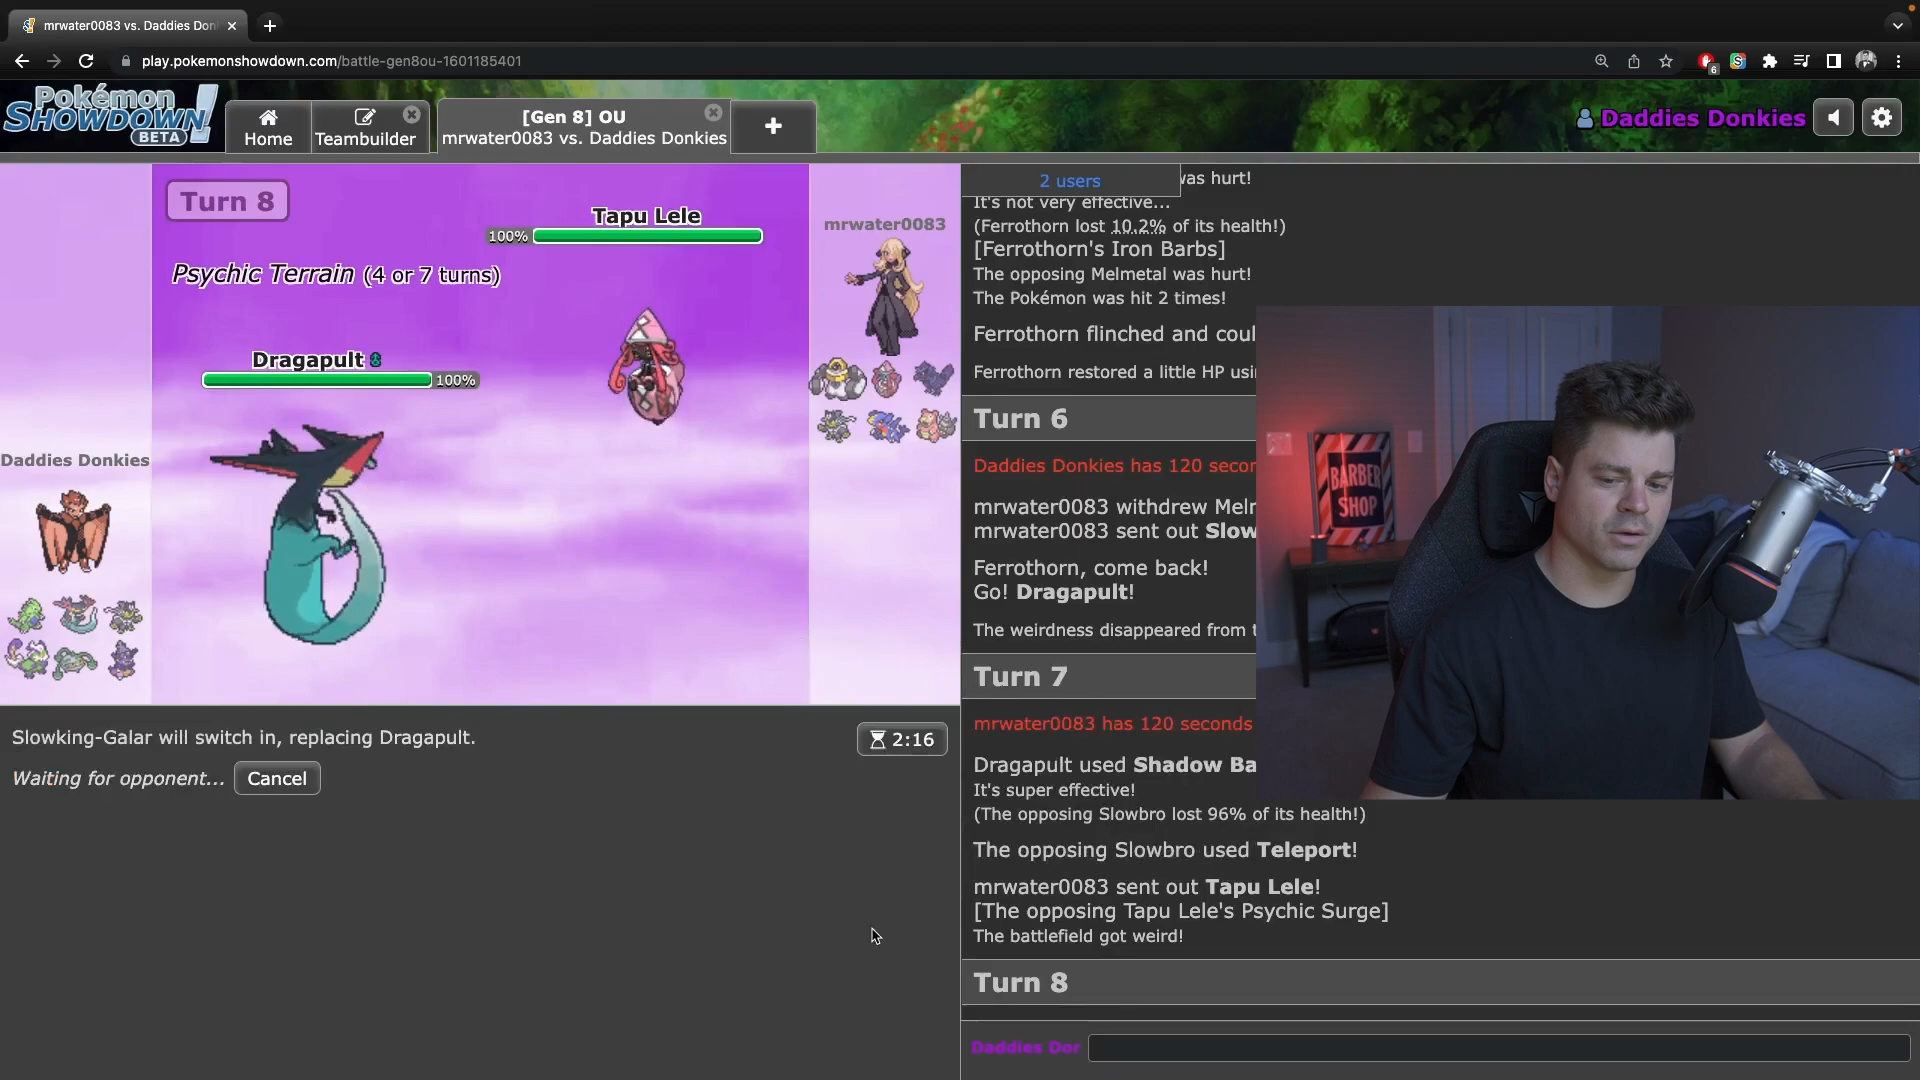 mrwater0083 vs. Daddies Don
play.pokemonshowdown.com/battle-gen8ou-1601185401
6
Pokémon
SHOWDOWN!
BETA
Home
Teambuilder
[Gen 8] OU
mrwater0083 vs. Daddies Donkies
Daddies Donkies
Turn 8
Tapu Lele
100%
Psychic Terrain (4 or 7 turns)
Dragapult
100%
mrwater0083
Daddies Donkies
Slowking-Galar will switch in, replacing Dragapult.
2:16
Waiting for opponent...
Cancel
2 users
was hurt!
It's not very effective...
(Ferrothorn lost 10.2% of its health!)
[Ferrothorn's Iron Barbs]
The opposing Melmetal was hurt!
The Pokémon was hit 2 times!
Ferrothorn flinched and coul
Ferrothorn restored a little HP usi
Turn 6
Daddies Donkies has 120 secon
mrwater0083 withdrew Melr
mrwater0083 sent out Slow
Ferrothorn, come back!
Go! Dragapult!
The weirdness disappeared from t
Turn 7
mrwater0083 has 120 seconds
Dragapult used Shadow Ba
It's super effective!
(The opposing Slowbro lost 96% of its health!)
The opposing Slowbro used Teleport!
mrwater0083 sent out Tapu Lele!
[The opposing Tapu Lele's Psychic Surge]
The battlefield got weird!
Turn 8
Daddies Dor
BARBER
SHOP